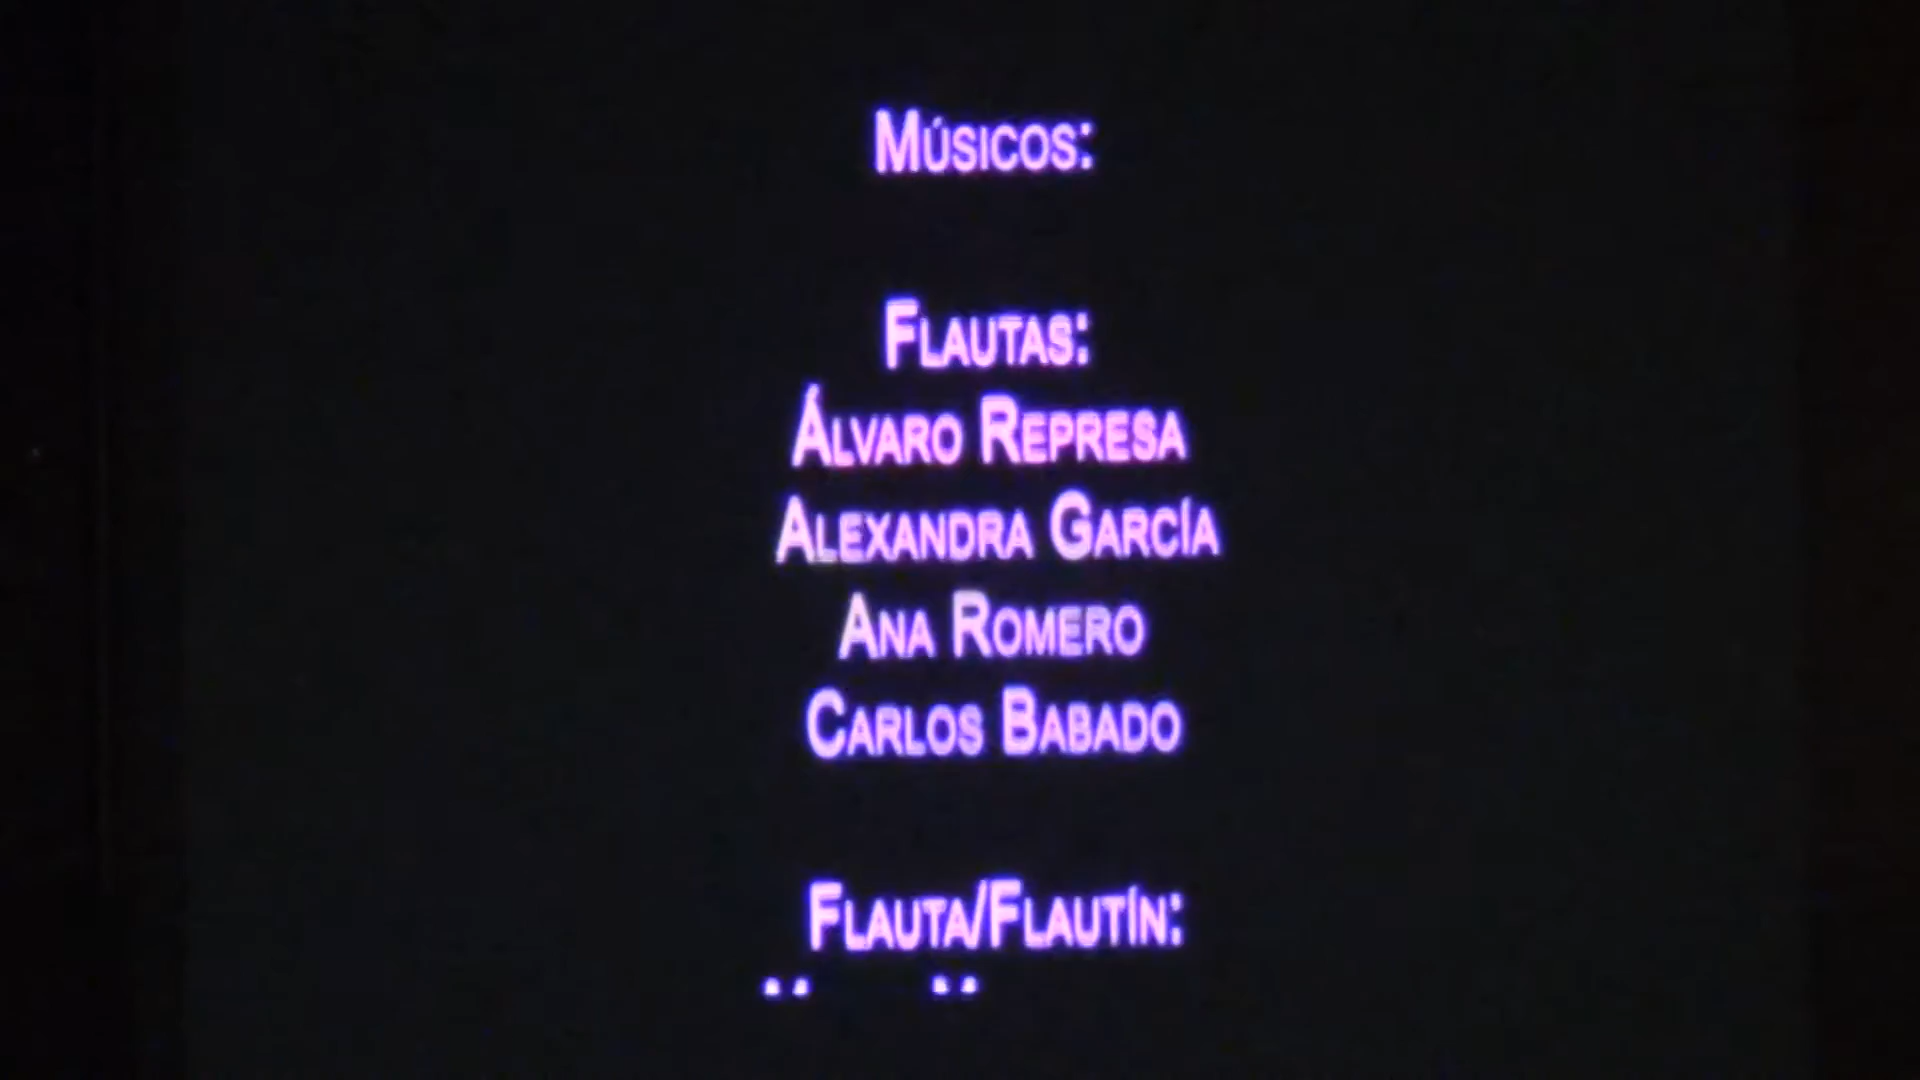 MÚSICOS:
FLAUTAS:
ÁLVARO REPRESA
ALEXANDRA GARCÍA
ANA ROMERO
CARLOS BABADO
FLAUTA/FLAUTÍN: